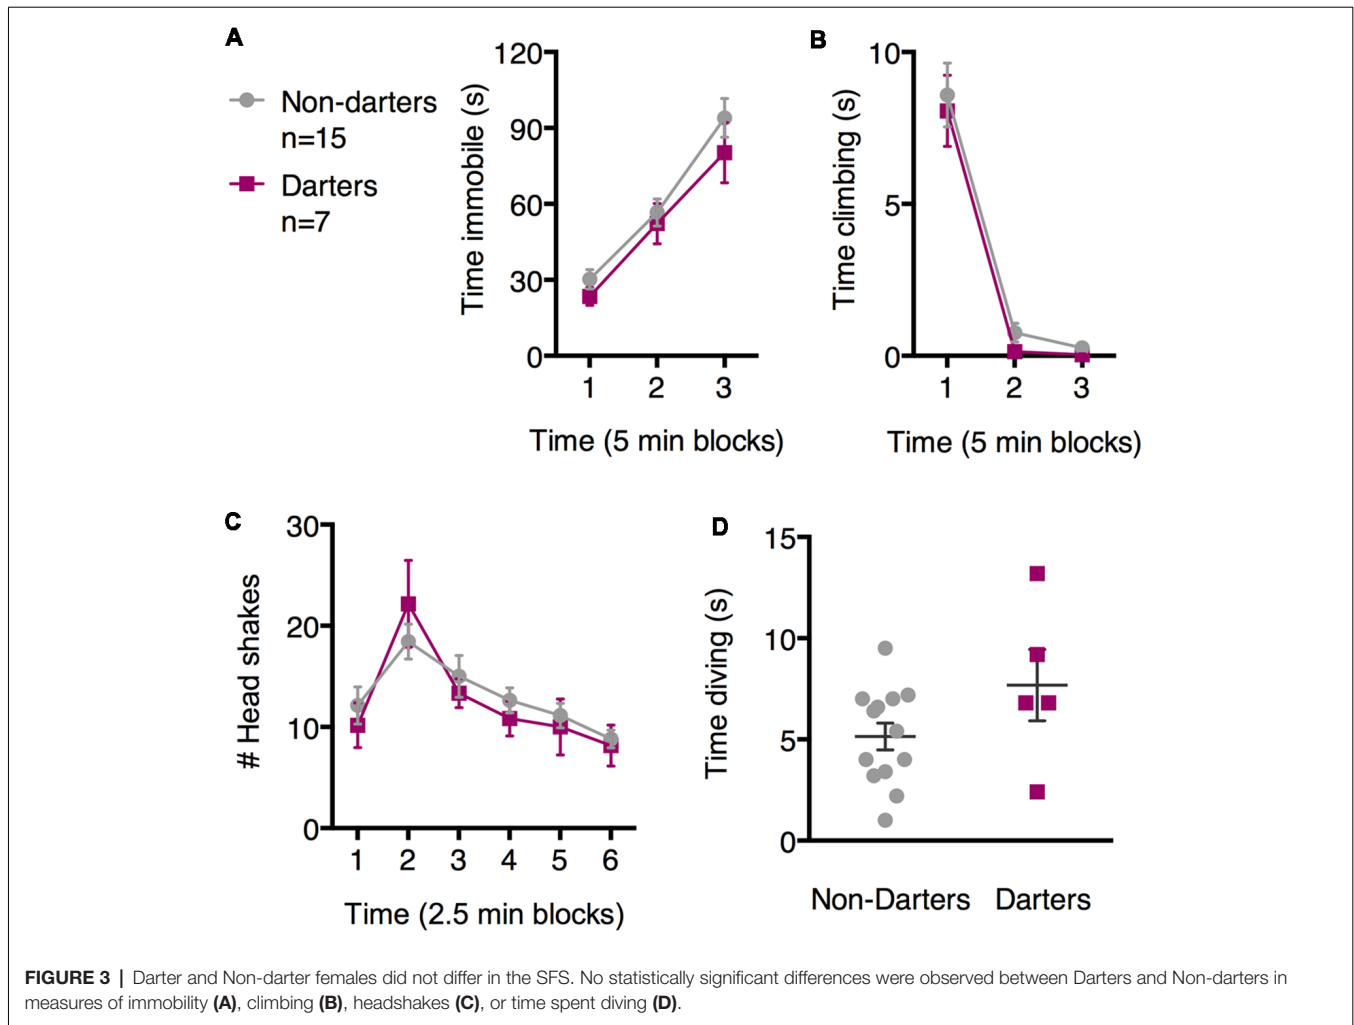 A
Non-darters
n=15
Darters
n=7
Time immobile (s)
120
90
60
30
0
1 2 3
Time (5 min blocks)
B
Time climbing (s)
10
5
0
1 2 3
Time (5 min blocks)
C
# Head shakes
30
20
10
0
1 2 3 4 5 6
Time (2.5 min blocks)
D
Time diving (s)
15
10
5
0
Non-Darters Darters
FIGURE 3 | Darter and Non-darter females did not differ in the SFS. No statistically significant differences were observed between Darters and Non-darters in
measures of immobility (A), climbing (B), headshakes (C), or time spent diving (D).